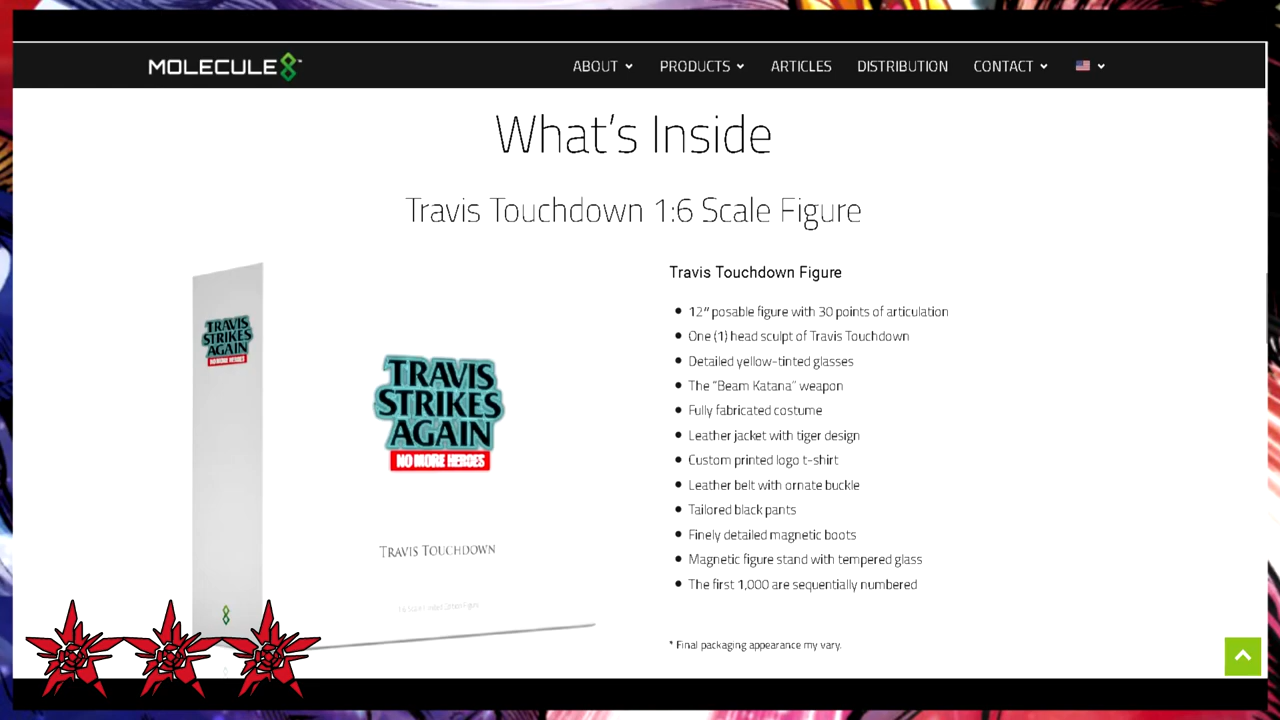 MOLECULE8™
ABOUT PRODUCTS ARTICLES DISTRIBUTION CONTACT
What's Inside
Travis Touchdown 1:6 Scale Figure
TRAVIS
STRIKES
AGAIN
NO MORE HEROES
TRAVIS
STRIKES
AGAIN
NO MORE HEROES
TRAVIS TOUCHDOWN
Travis Touchdown Figure
• 12" posable figure with 30 points of articulation
• One (1) head sculpt of Travis Touchdown
• Detailed yellow-tinted glasses
• The “Beam Katana” weapon
• Fully fabricated costume
• Leather jacket with tiger design
• Custom printed logo t-shirt
• Leather belt with ornate buckle
• Tailored black pants
• Finely detailed magnetic boots
• Magnetic figure stand with tempered glass
• The first 1,000 are sequentially numbered
* Final packaging appearance my vary.